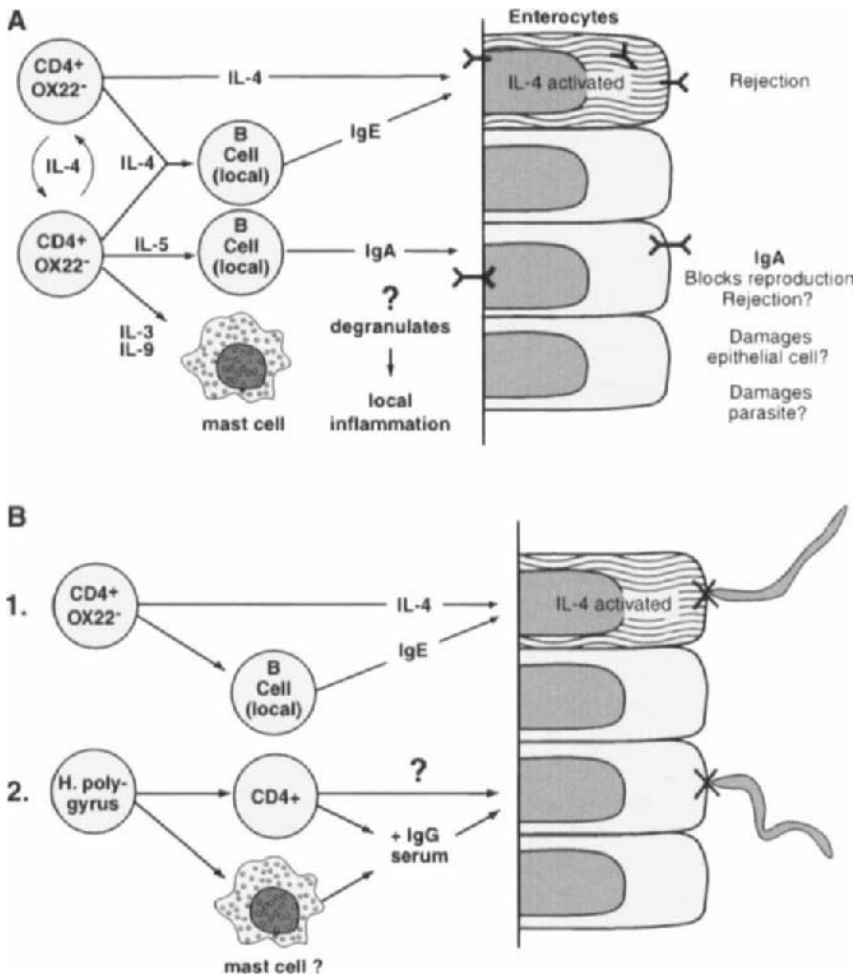 A
Enterocytes
CD4+
OX22-
IL-4
IL-4 activated
Rejection
IL-4
IL-4
B
Cell
(local)
IgE
CD4+
OX22-
IL-5
B
Cell
(local)
IgA
IgA
Blocks reproduction
Rejection?
IL-3
IL-9
mast cell
?
degranulates
local
inflammation
Damages
epithelial cell?
Damages
parasite?
B
1.
CD4+
OX22-
IL-4
IL-4 activated
B
Cell
(local)
IgE
2.
H. poly-
gyrus
CD4+
?
+ IgG
serum
mast cell ?